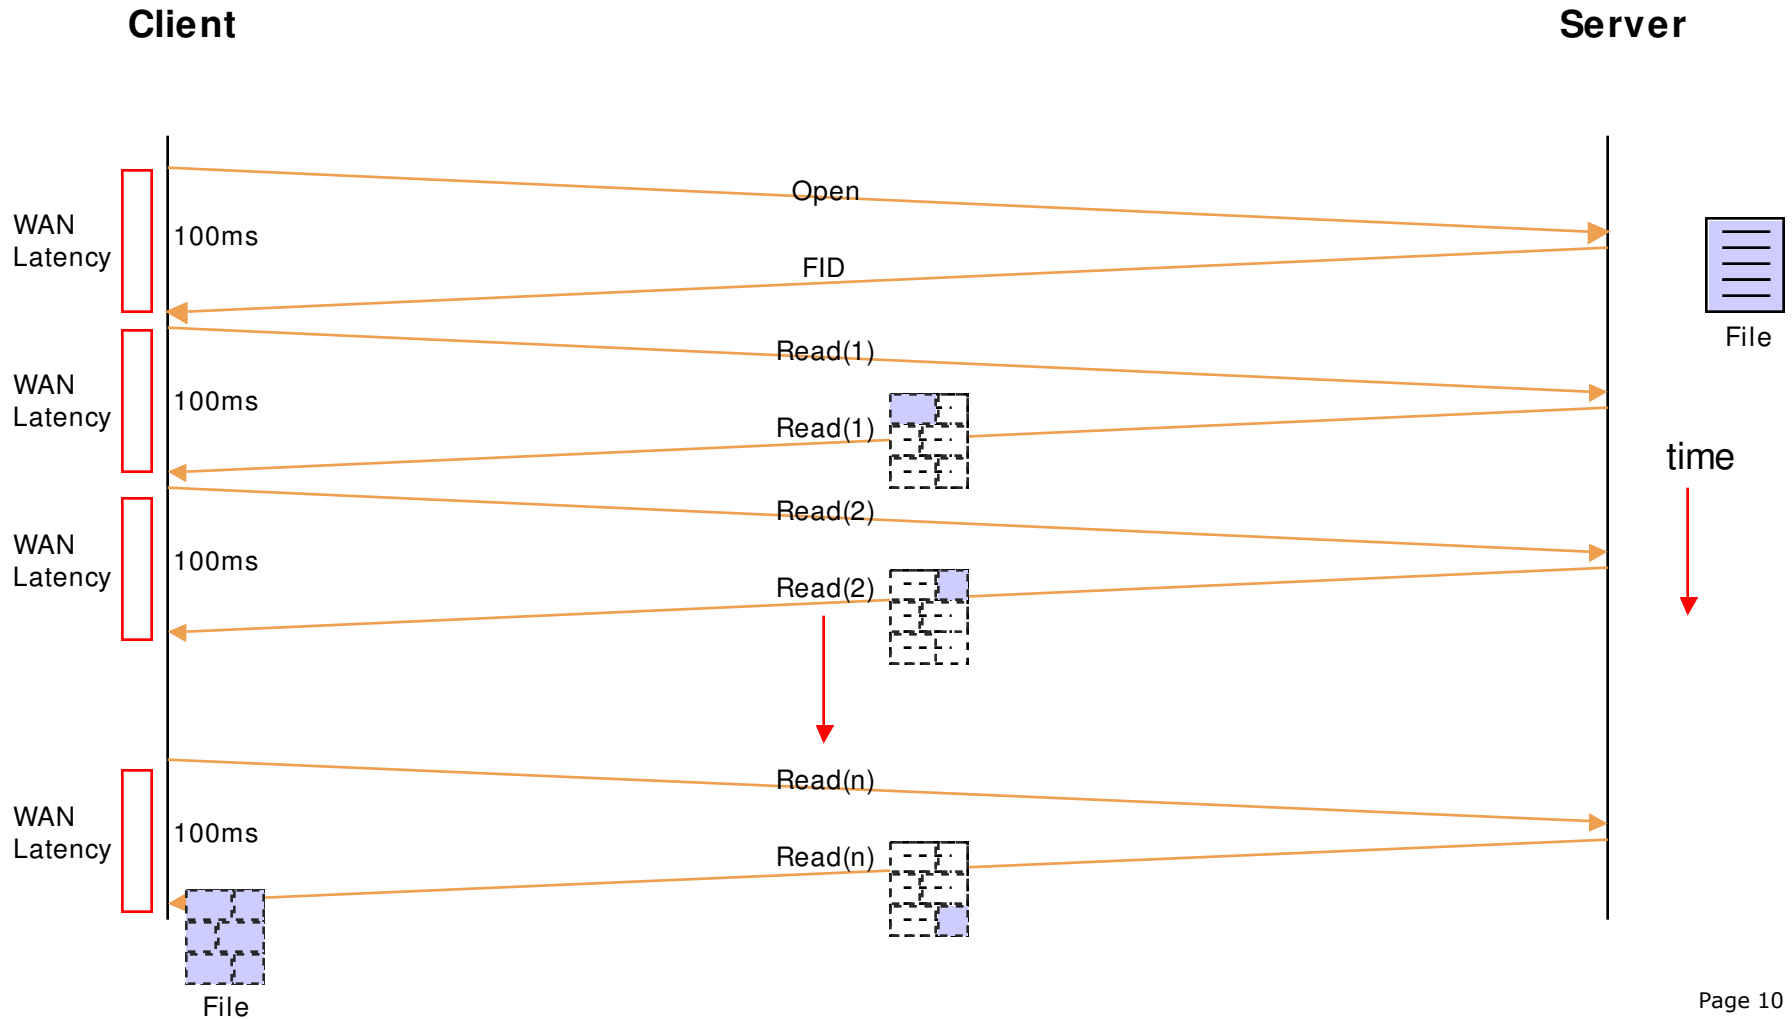 Client
Server
Open
WAN
Latency
100ms
FID
File
Read(1)
WAN
Latency
100ms
Read(1)
time
Read(2)
WAN
Latency
100ms
Read(2)
Read(n)
WAN
Latency
100ms
Read(n)
File
Page 10